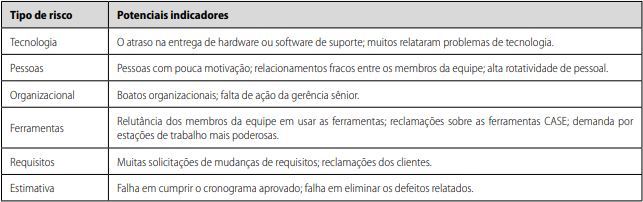 Tipo de risco Potenciais indicadores
Tecnologia O atraso na entrega de hardware ou software de suporte; muitos relataram problemas de tecnologia.
Pessoas Pessoas com pouca motivação; relacionamentos fracos entre os membros da equipe; alta rotatividade de pessoal.
Organizacional Boatos organizacionais; falta de ação da gerência sênior.
Ferramentas Relutância dos membros da equipe em usar as ferramentas; reclamações sobre as ferramentas CASE; demanda por
estações de trabalho mais poderosas.
Requisitos Muitas solicitações de mudanças de requisitos; reclamações dos clientes.
Estimativa Falha em cumprir o cronograma aprovado; falha em eliminar os defeitos relatados.